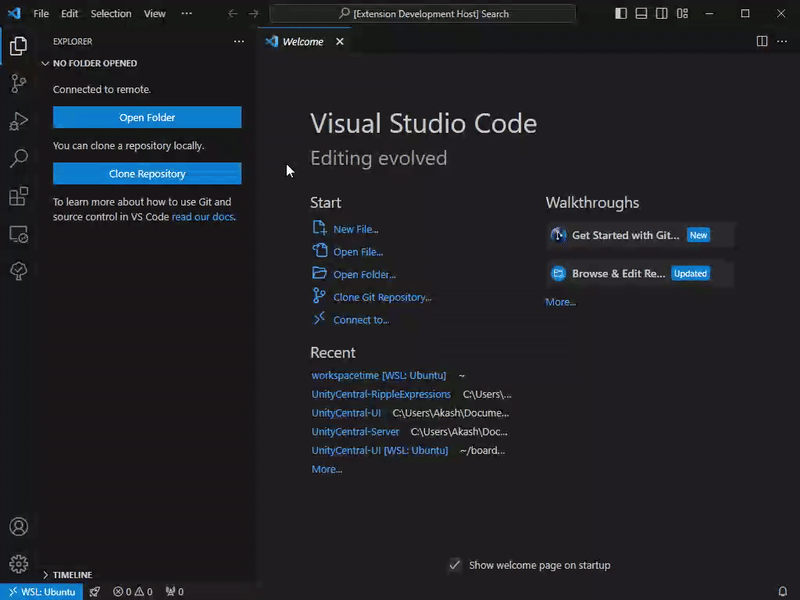 File Edit Selection View ··· [Extension Development Host] Search
EXPLORER ···
Welcome
NO FOLDER OPENED
Connected to remote.
Open Folder
You can clone a repository locally.
Clone Repository
To learn more about how to use Git and
source control in VS Code read our docs.
TIMELINE
Visual Studio Code
Editing evolved
Start
New File...
Open File...
Open Folder...
Clone Git Repository...
Connect to...
Recent
workspacetime [WSL: Ubuntu] ~
UnityCentral-RippleExpressions C:\Users\...
UnityCentral-UI C:\Users\Akash\Docume...
UnityCentral-Server C:\Users\Akash\Doc...
UnityCentral-UI [WSL: Ubuntu] ~/board...
More...
Walkthroughs
Get Started with Git... New
Browse & Edit Re... Updated
More...
Show welcome page on startup
WSL: Ubuntu 0 0 0